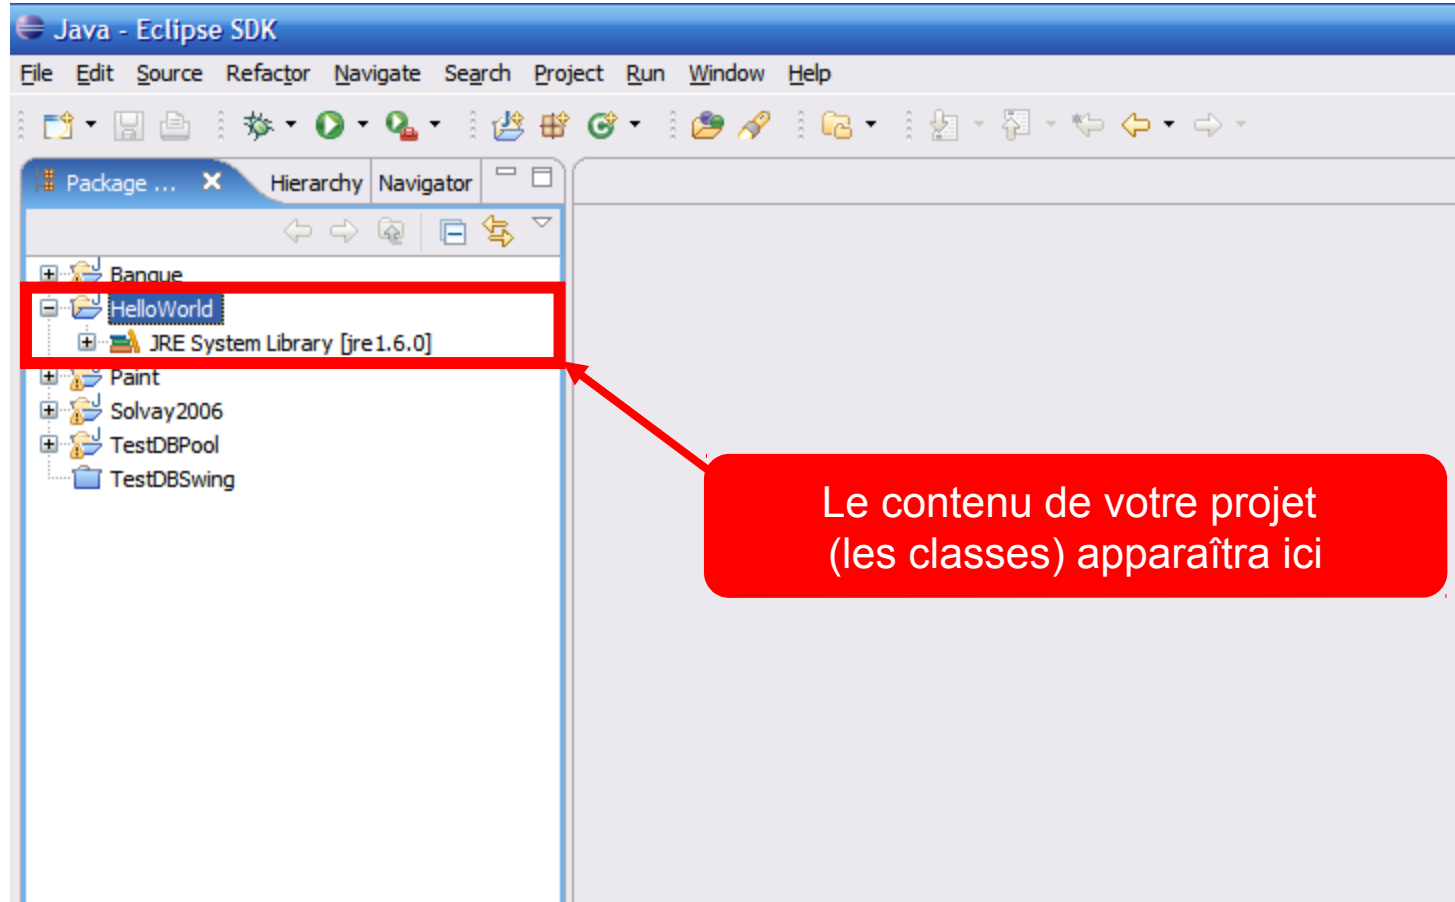 Java - Eclipse SDK
File Edit Source Refactor Navigate Search Project Run Window Help
Package ... Hierarchy Navigator
Banque
HelloWorld
JRE System Library [jre1.6.0]
Paint
Solvay2006
TestDBPool
TestDBSwing
Le contenu de votre projet
(les classes) apparaîtra ici